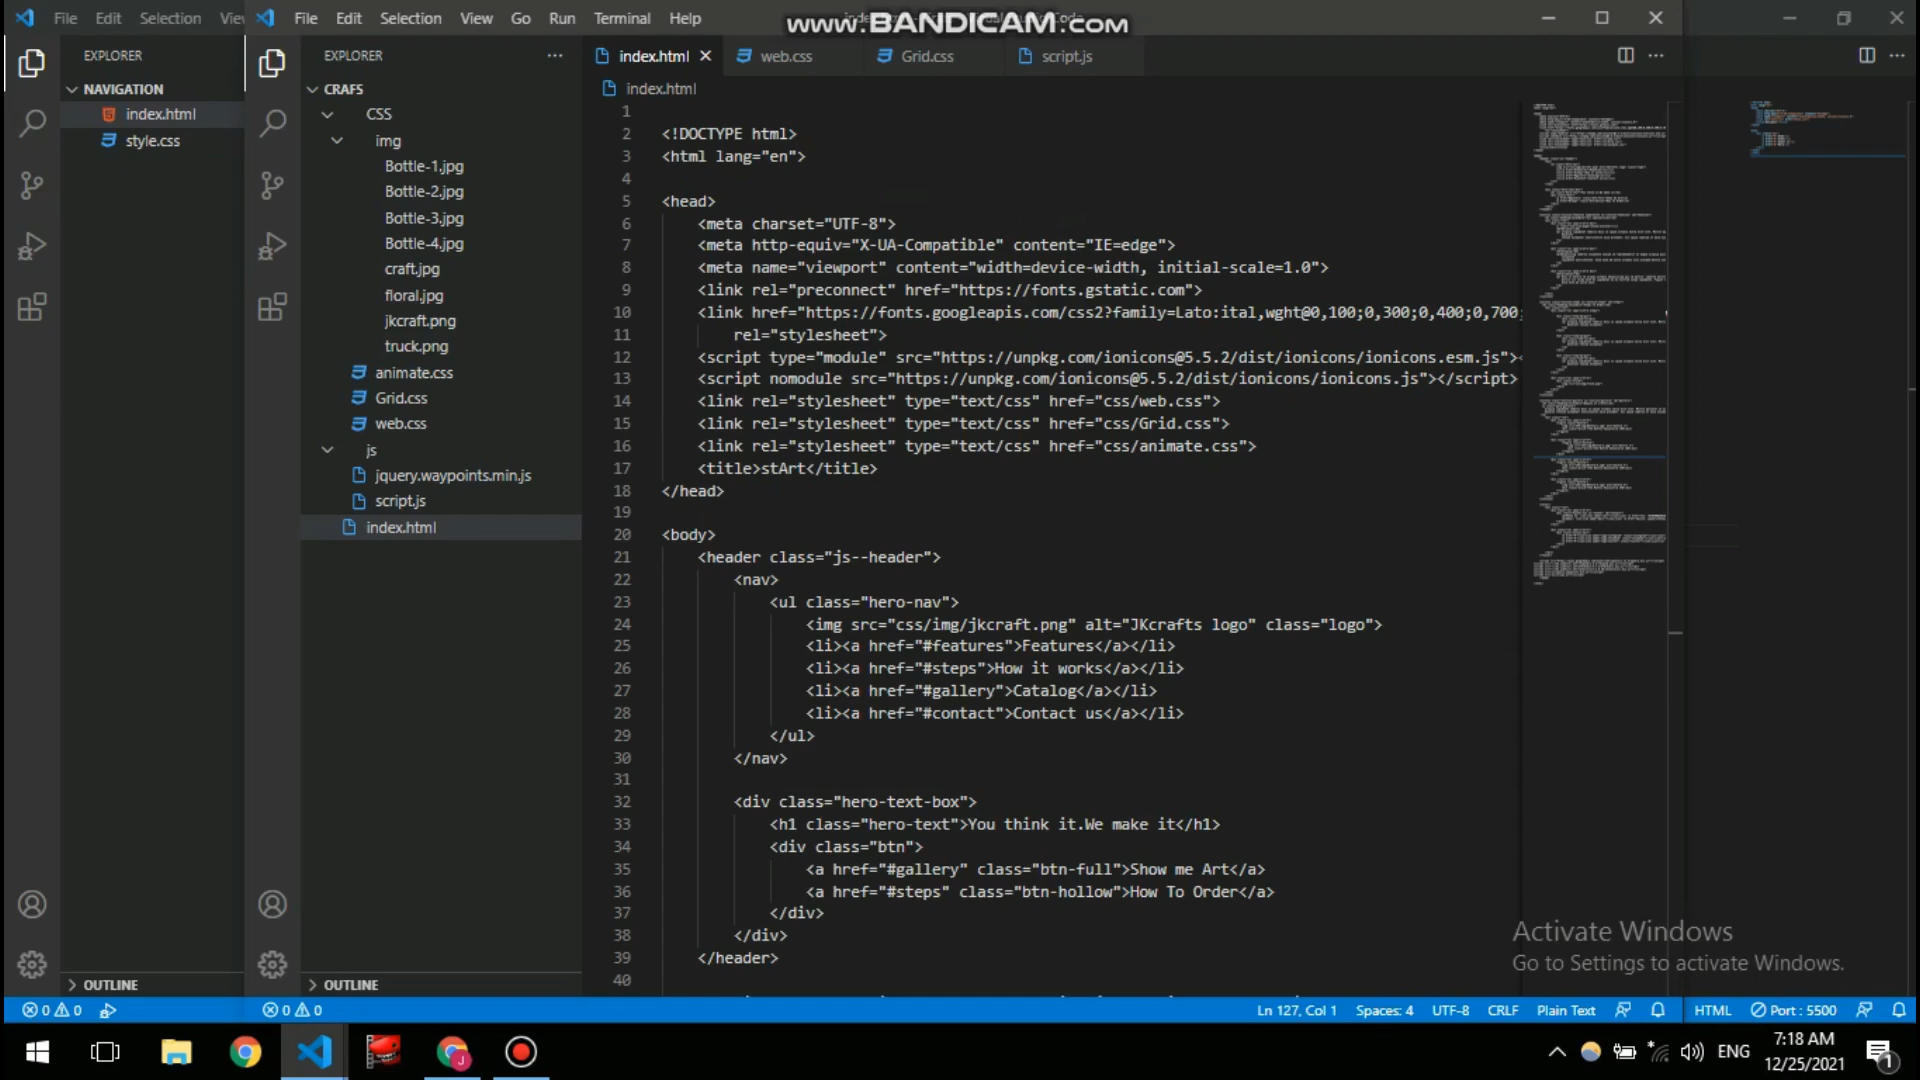 File Edit Selection View
File Edit Selection View Go Run Terminal Help
www.BANDICAM.com
EXPLORER
NAVIGATION
index.html
style.css
OUTLINE
EXPLORER
CRAFS
CSS
img
Bottle-1.jpg
Bottle-2.jpg
Bottle-3.jpg
Bottle-4.jpg
craft.jpg
floral.jpg
jkcraft.png
truck.png
animate.css
Grid.css
web.css
js
jquery.waypoints.min.js
script.js
index.html
OUTLINE
index.html web.css Grid.css script.js
index.html
1
2 <!DOCTYPE html>
3 <html lang="en">
4
5 <head>
6 <meta charset="UTF-8">
7 <meta http-equiv="X-UA-Compatible" content="IE=edge">
8 <meta name="viewport" content="width=device-width, initial-scale=1.0">
9 <link rel="preconnect" href="https://fonts.gstatic.com">
10 <link href="https://fonts.googleapis.com/css2?family=Lato:ital,wght@0,100;0,300;0,400;0,700;
11 rel="stylesheet">
12 <script type="module" src="https://unpkg.com/ionicons@5.5.2/dist/ionicons/ionicons.esm.js"><
13 <script nomodule src="https://unpkg.com/ionicons@5.5.2/dist/ionicons/ionicons.js"></script>
14 <link rel="stylesheet" type="text/css" href="css/web.css">
15 <link rel="stylesheet" type="text/css" href="css/Grid.css">
16 <link rel="stylesheet" type="text/css" href="css/animate.css">
17 <title>stArt</title>
18 </head>
19
20 <body>
21 <header class="js--header">
22 <nav>
23 <ul class="hero-nav">
24 <img src="css/img/jkcraft.png" alt="JKcrafts logo" class="logo">
25 <li><a href="#features">Features</a></li>
26 <li><a href="#steps">How it works</a></li>
27 <li><a href="#gallery">Catalog</a></li>
28 <li><a href="#contact">Contact us</a></li>
29 </ul>
30 </nav>
31
32 <div class="hero-text-box">
33 <h1 class="hero-text">You think it.We make it</h1>
34 <div class="btn">
35 <a href="#gallery" class="btn-full">Show me Art</a>
36 <a href="#steps" class="btn-hollow">How To Order</a>
37 </div>
38 </div>
39 </header>
40
Activate Windows
Go to Settings to activate Windows.
0 0
0 0
Ln 127, Col 1 Spaces: 4 UTF-8 CRLF Plain Text
HTML Port : 5500
ENG
7:18 AM
12/25/2021
1